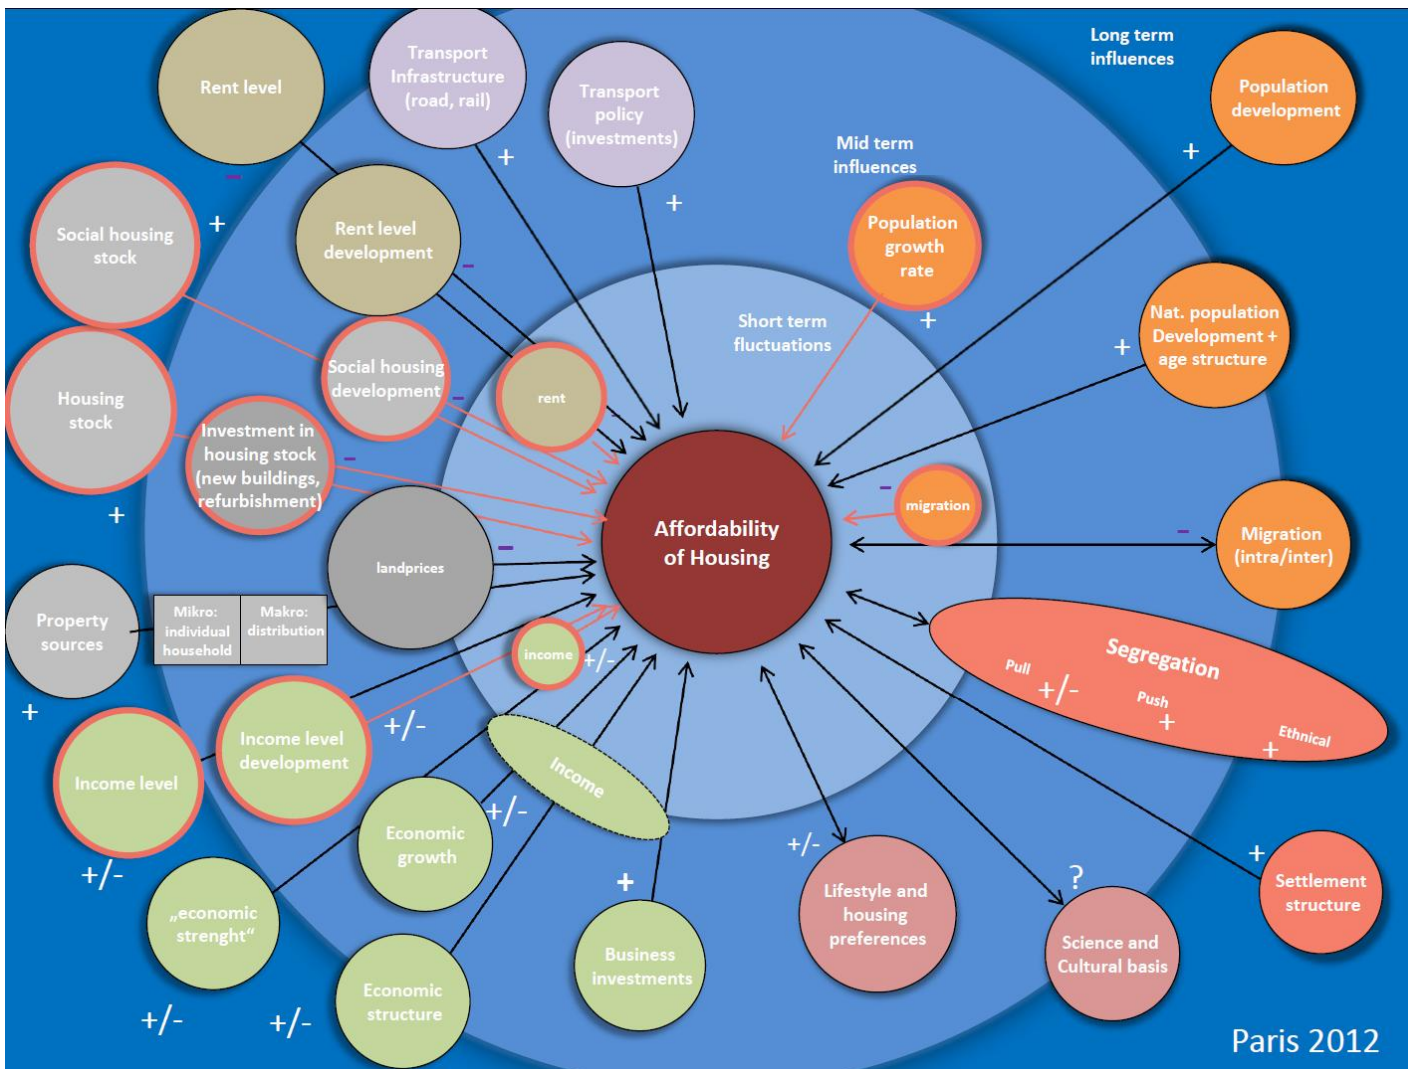 Rent level
Transport
Infrastructure
(road, rail)
+
Transport
policy
(investments)
+
Long term
influences
Population
development
+
Mid term
influences
Population
growth
rate
+
-
+
Social housing
stock
Rent level
development
-
Short term
fluctuations
Nat. population
Development +
age structure
+
Housing
stock
+
Social housing
development
-
rent
-
Investment in
housing stock
(new buildings,
refurbishment)
-
landprices
-
Affordability
of Housing
-
migration
-
Migration
(intra/inter)
Property
sources
+
Mikro:
individual
household
Makro:
distribution
income
+/-
Segregation
Pull
+/-
Push
+
Ethnical
+
Income level
+/-
Income level
development
+/-
Income
Economic
growth
+/-
„economic
strenght“
+/-
Economic
structure
+/-
+
Business
investments
+/-
Lifestyle and
housing
preferences
?
Science and
Cultural basis
+
Settlement
structure
Paris 2012